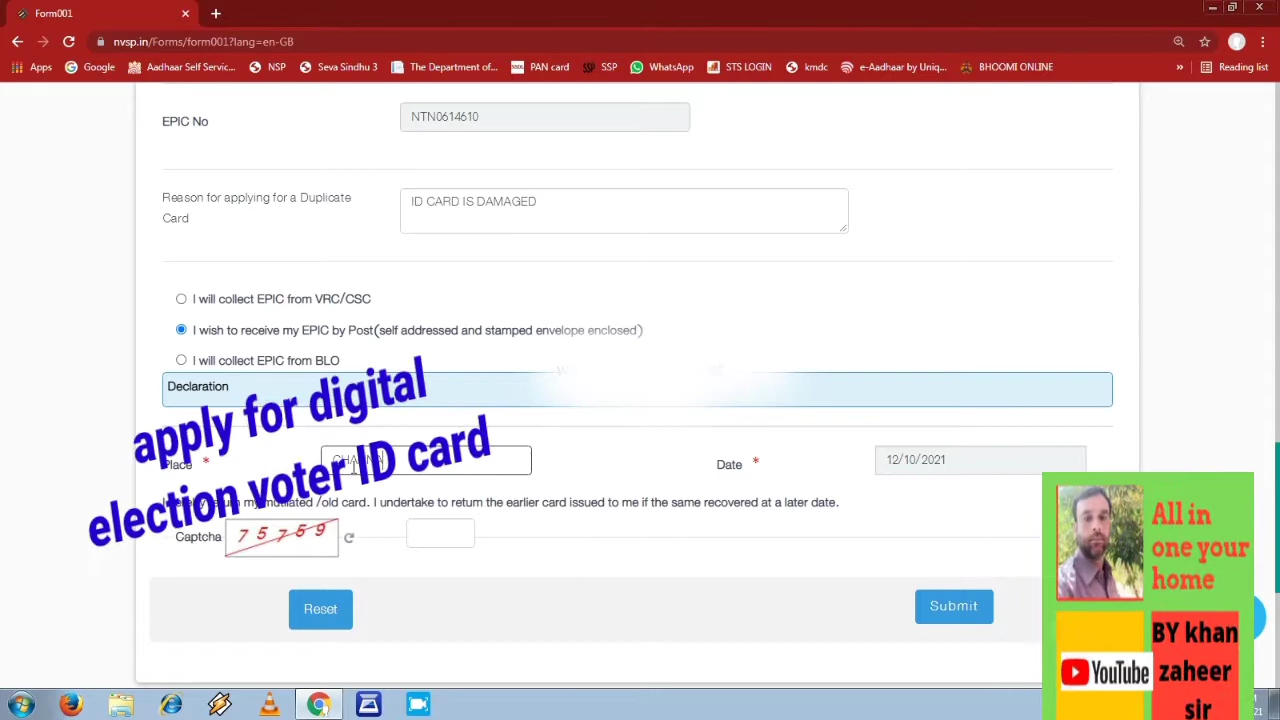 Form001
nvsp.in/Forms/form001?lang=en-GB
Apps Google Aadhaar Self Servic... NSP Seva Sindhu 3 The Department of... PAN card SSP WhatsApp STS LOGIN kmdc e-Aadhaar by Uniq... BHOOMI ONLINE » Reading list
EPIC No NTN0614610
Reason for applying for a Duplicate
Card
ID CARD IS DAMAGED
I will collect EPIC from VRC/CSC
I wish to receive my EPIC by Post(self addressed and stamped envelope enclosed)
I will collect EPIC from BLO
Declaration
apply for digital
election voter ID card
Place *
Date * 12/10/2021
my mutilated /old card. I undertake to return the earlier card issued to me if the same recovered at a later date.
Captcha 75759
Reset Submit
All in
one your
home
BY khan
zaheer
sir
YouTube